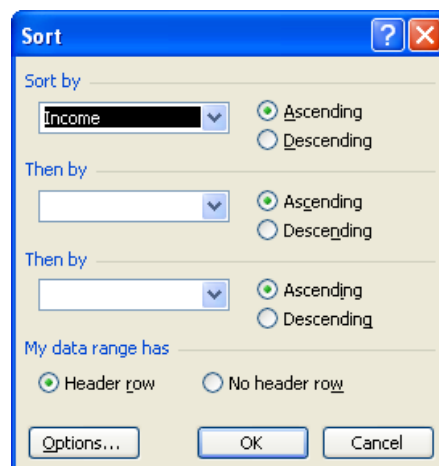 Sort
Sort by
Income
Ascending
Descending
Then by
Ascending
Descending
Then by
Ascending
Descending
My data range has
Header row
No header row
Options...
OK
Cancel